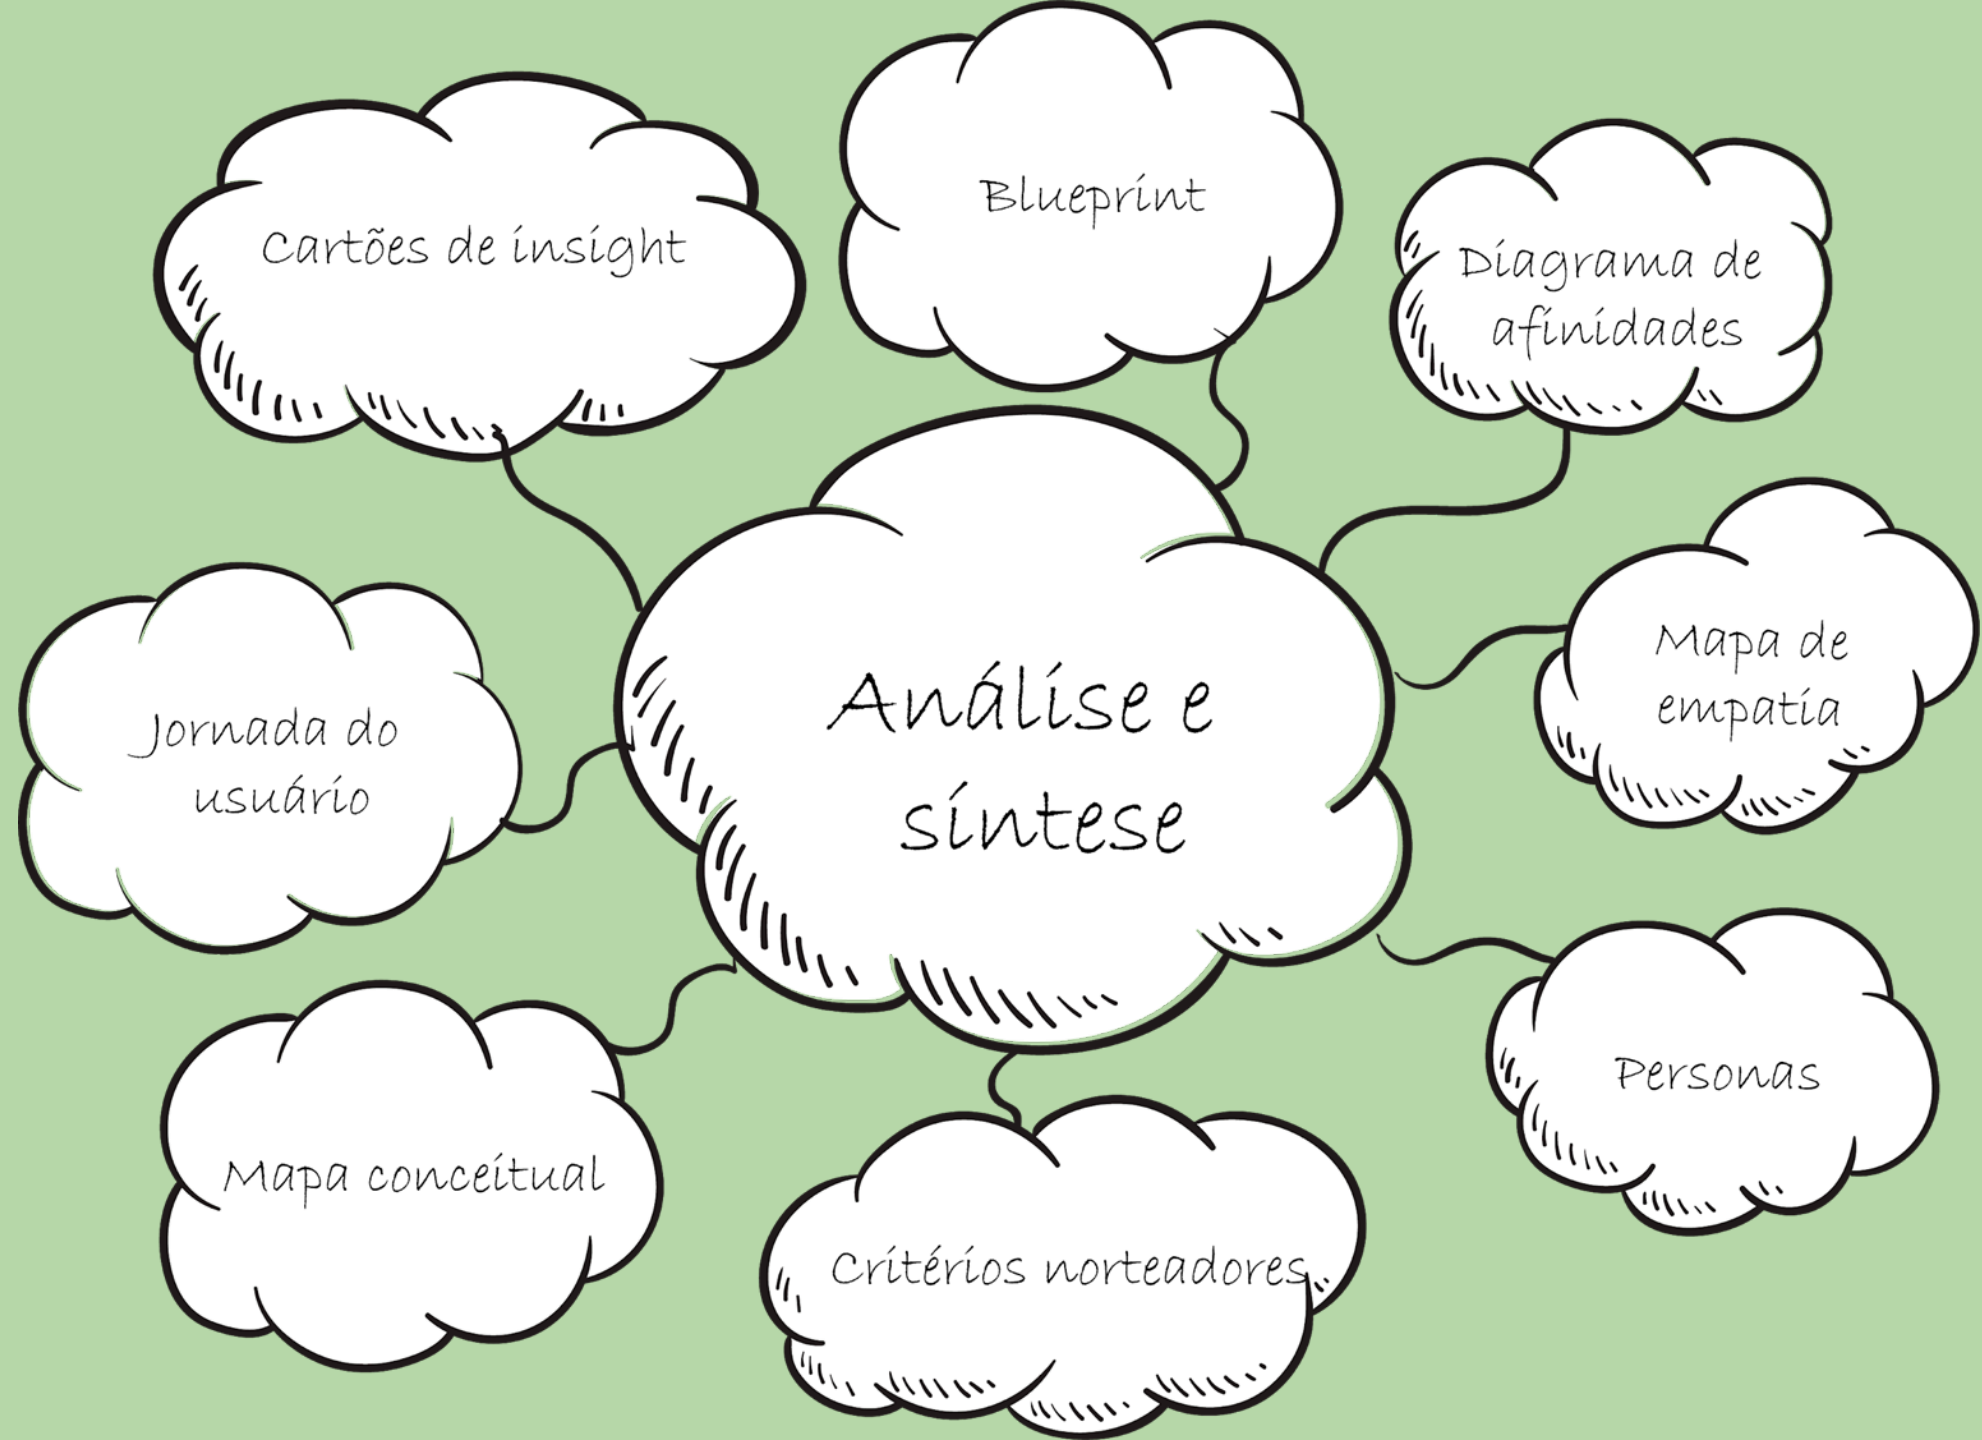 Blueprint
Cartões de insight
Diagrama de
afinidades
Mapa de
empatia
Análise e
síntese
Jornada do
usuário
Personas
Mapa conceitual
Critérios norteadores